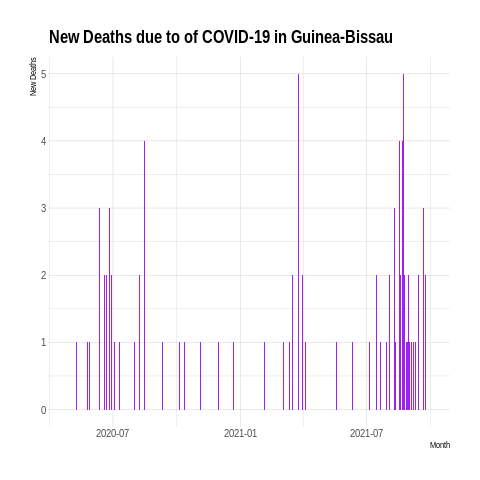 New Deaths due to of COVID-19 in Guinea-Bissau
New Deaths
5
4
3
2
1
0
2020-07 2021-01 2021-07
Month